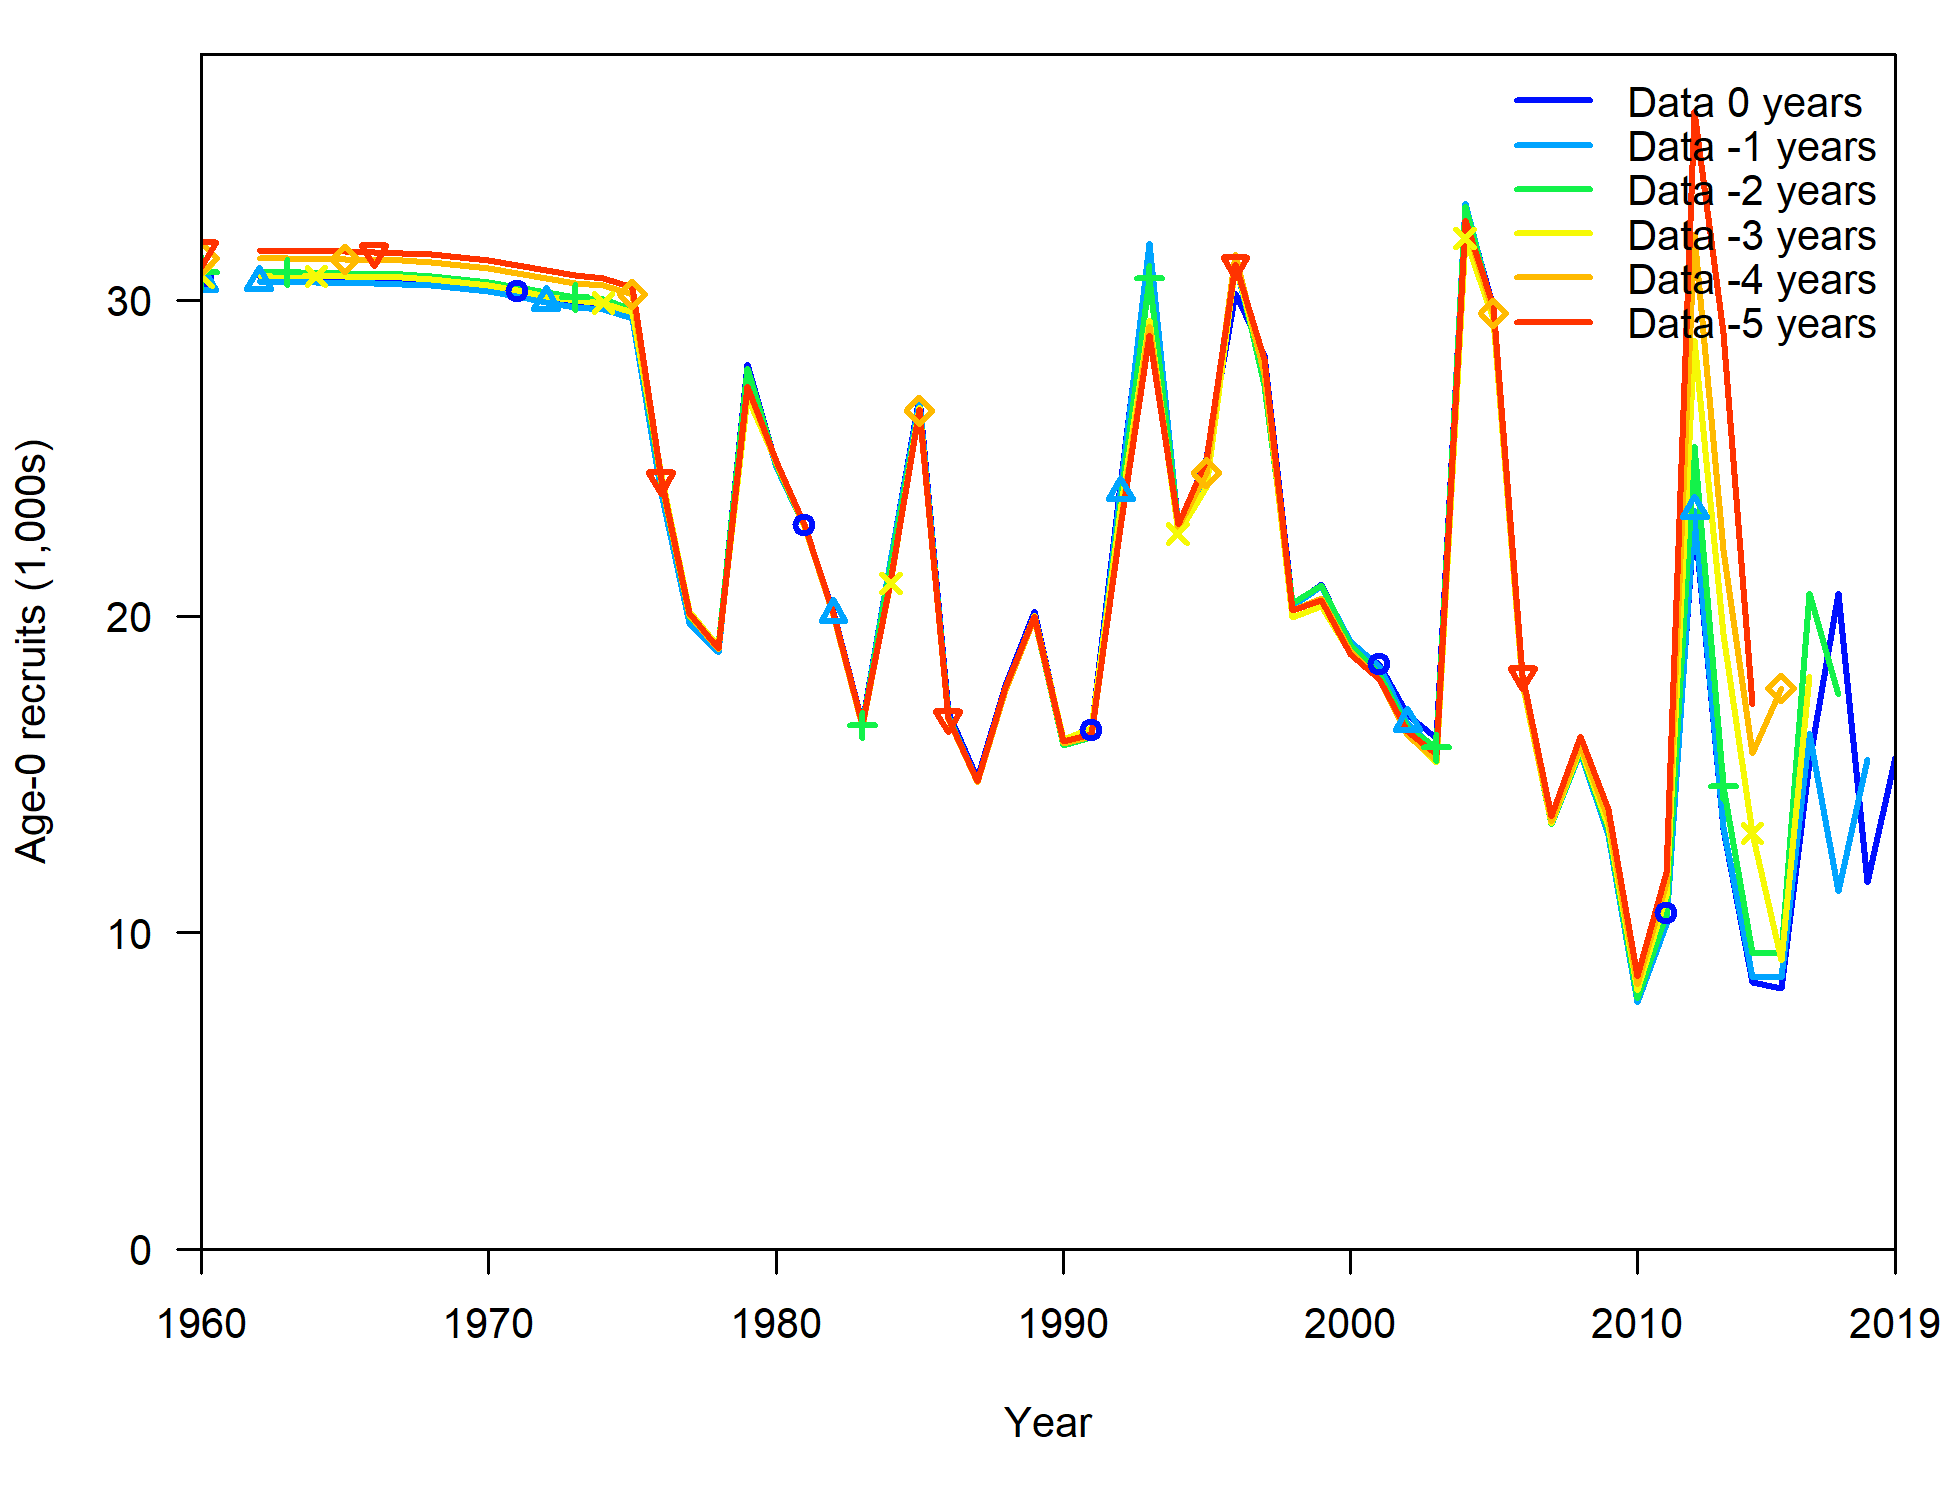 Data 0 years
Data -1 years
Data -2 years
Data -3 years
Data -4 years
Data -5 years
Age-0 recruits (1,000s)
30
20
10
0
1960 1970 1980 1990 2000 2010 2019
Year